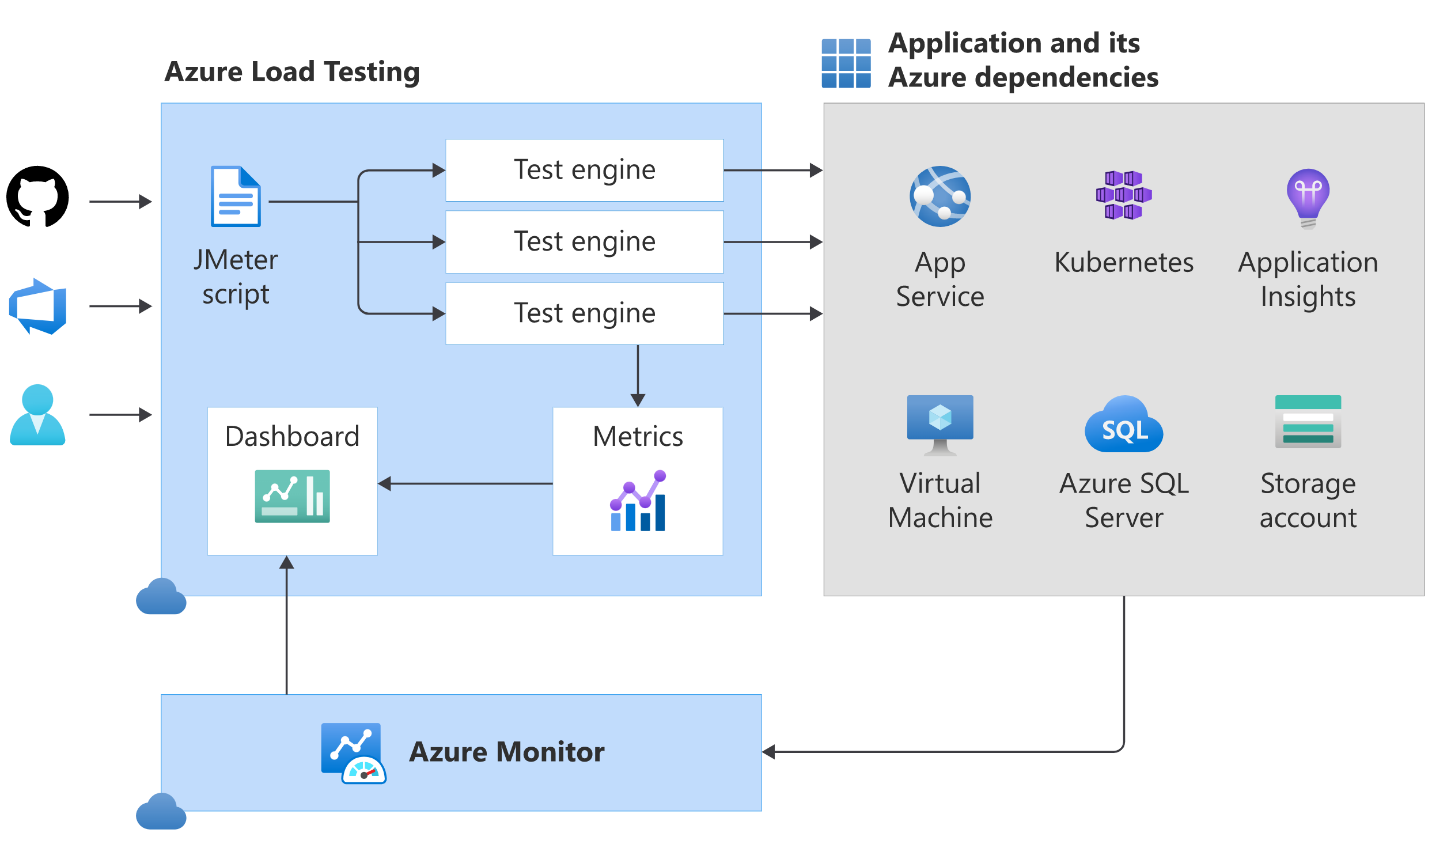 Azure Load Testing
Application and its
Azure dependencies
JMeter
script
Test engine
Test engine
Test engine
Dashboard
Metrics
App
Service
Kubernetes
Application
Insights
Virtual
Machine
SQL
Azure SQL
Server
Storage
account
Azure Monitor